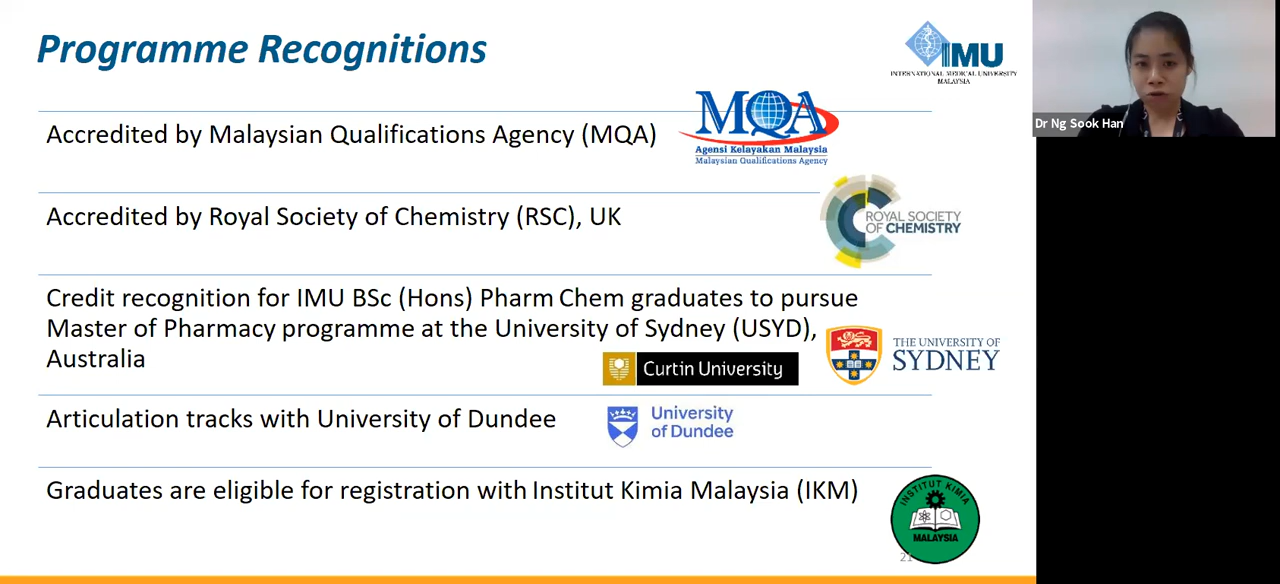 Programme Recognitions
IMU
INTERNATIONAL MEDICAL UNIVERSITY
MALAYSIA
Dr Ng Sook Han
Accredited by Malaysian Qualifications Agency (MQA)
MQA
Agensi Kelayakan Malaysia
Malaysian Qualifications Agency
Accredited by Royal Society of Chemistry (RSC), UK
ROYAL SOCIETY
OF CHEMISTRY
Credit recognition for IMU BSc (Hons) Pharm Chem graduates to pursue
Master of Pharmacy programme at the University of Sydney (USYD),
Australia
Curtin University
THE UNIVERSITY OF
SYDNEY
Articulation tracks with University of Dundee
University
of Dundee
Graduates are eligible for registration with Institut Kimia Malaysia (IKM)
INSTITUT KIMIA
MALAYSIA
21